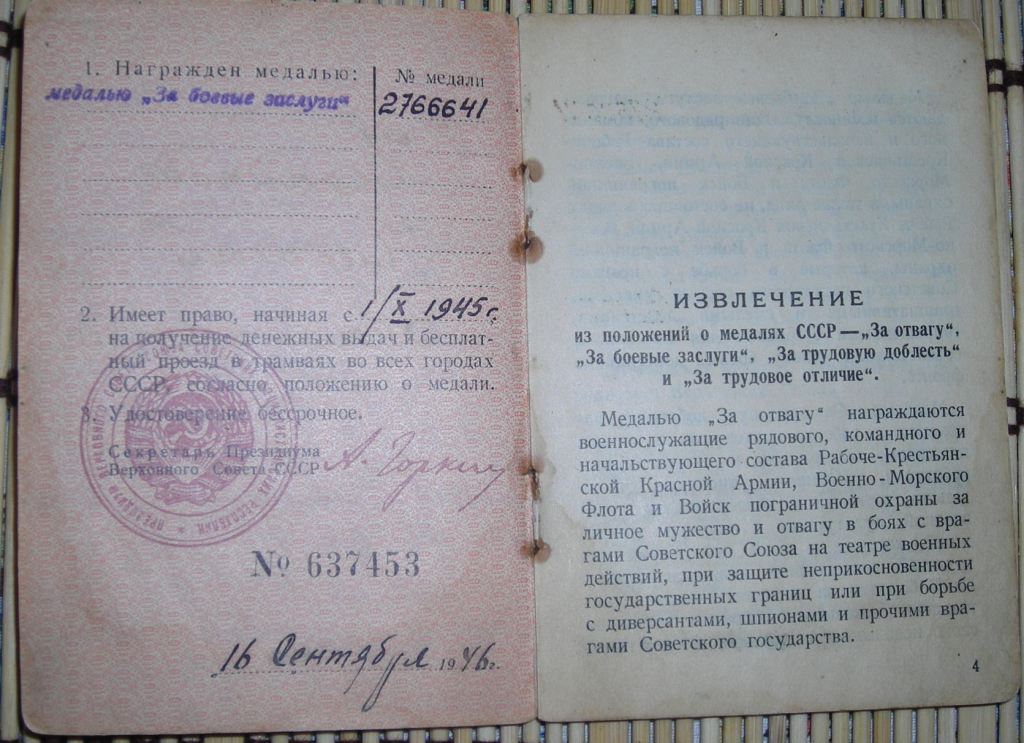 1. Награжден медалью:
медалью „За боевые заслуги“
№ медали
2766641
2. Имеет право, начиная с 1/X 1945г.
на получение денежных выдач и бесплат-
ный проезд в трамваях во всех городах
СССР, согласно положению о медали.
3. Удостоверение бессрочное.
Секретарь Президиума
Верховного Совета СССР
А. Горкин
№ 637453
16 Сентября 1946г.
ИЗВЛЕЧЕНИЕ
из положений о медалях СССР—„За отвагу“,
„За боевые заслуги“, „За трудовую доблесть“
и „За трудовое отличие“.
Медалью „За отвагу“ награждаются
военнослужащие рядового, командного и
начальствующего состава Рабоче-Крестьян-
ской Красной Армии, Военно-Морского
Флота и Войск пограничной охраны за
личное мужество и отвагу в боях с вра-
гами Советского Союза на театре военных
действий, при защите неприкосновенности
государственных границ или при борьбе
с диверсантами, шпионами и прочими вра-
гами Советского государства.
4